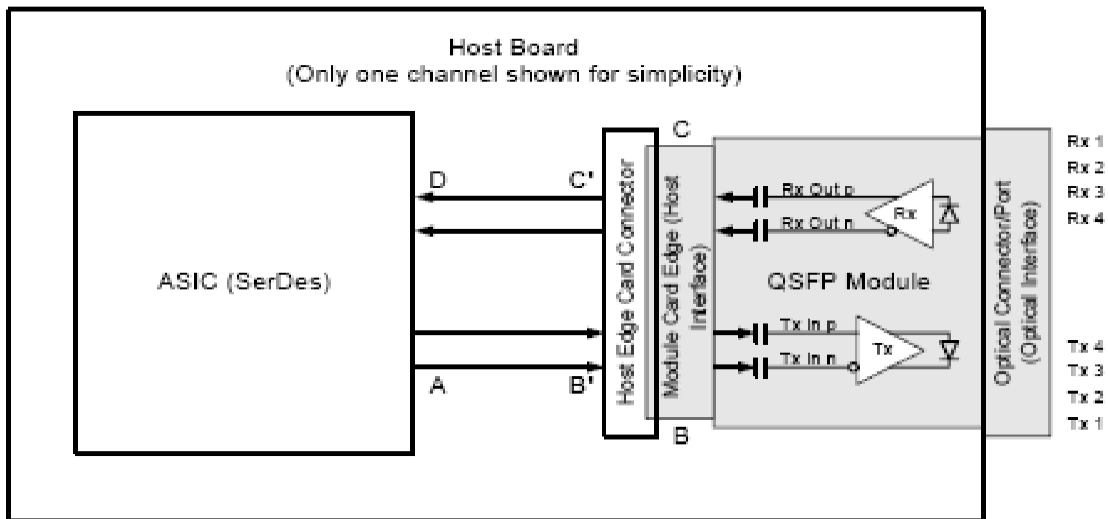 Host Board
(Only one channel shown for simplicity)
ASIC (SerDes)
D
C'
A
B'
Host Edge Card Connector
C
Module Card Edge (Host
Interface)
B
Rx Out p
Rx Out n
Rx
QSFP Module
Tx In p
Tx In n
Tx
Optical Connector/Port
(Optical Interface)
Rx 1
Rx 2
Rx 3
Rx 4
Tx 4
Tx 3
Tx 2
Tx 1